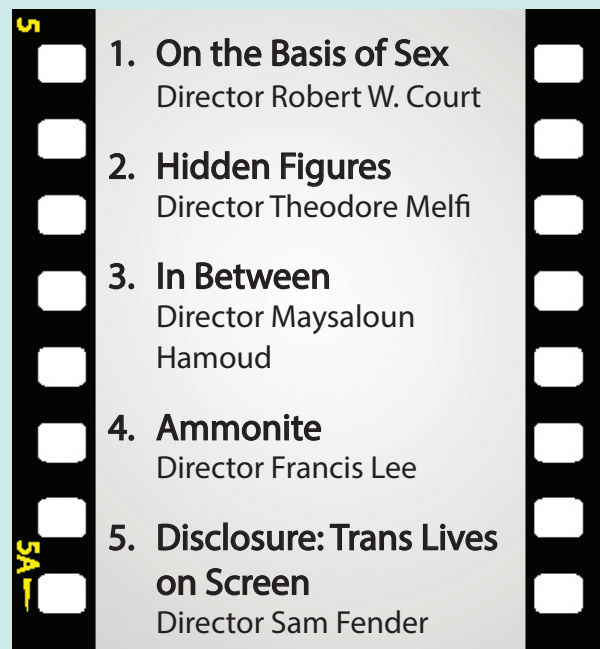 5
1. On the Basis of Sex
Director Robert W. Court
2. Hidden Figures
Director Theodore Melfi
3. In Between
Director Maysaloun
Hamoud
4. Ammonite
Director Francis Lee
5. Disclosure: Trans Lives
on Screen
Director Sam Fender
5A